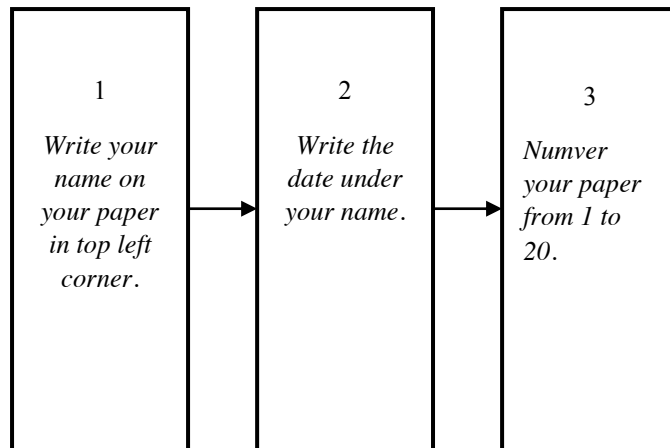 1
Write your
name on
your paper
in top left
corner.
2
Write the
date under
your name.
3
Numver
your paper
from 1 to
20.